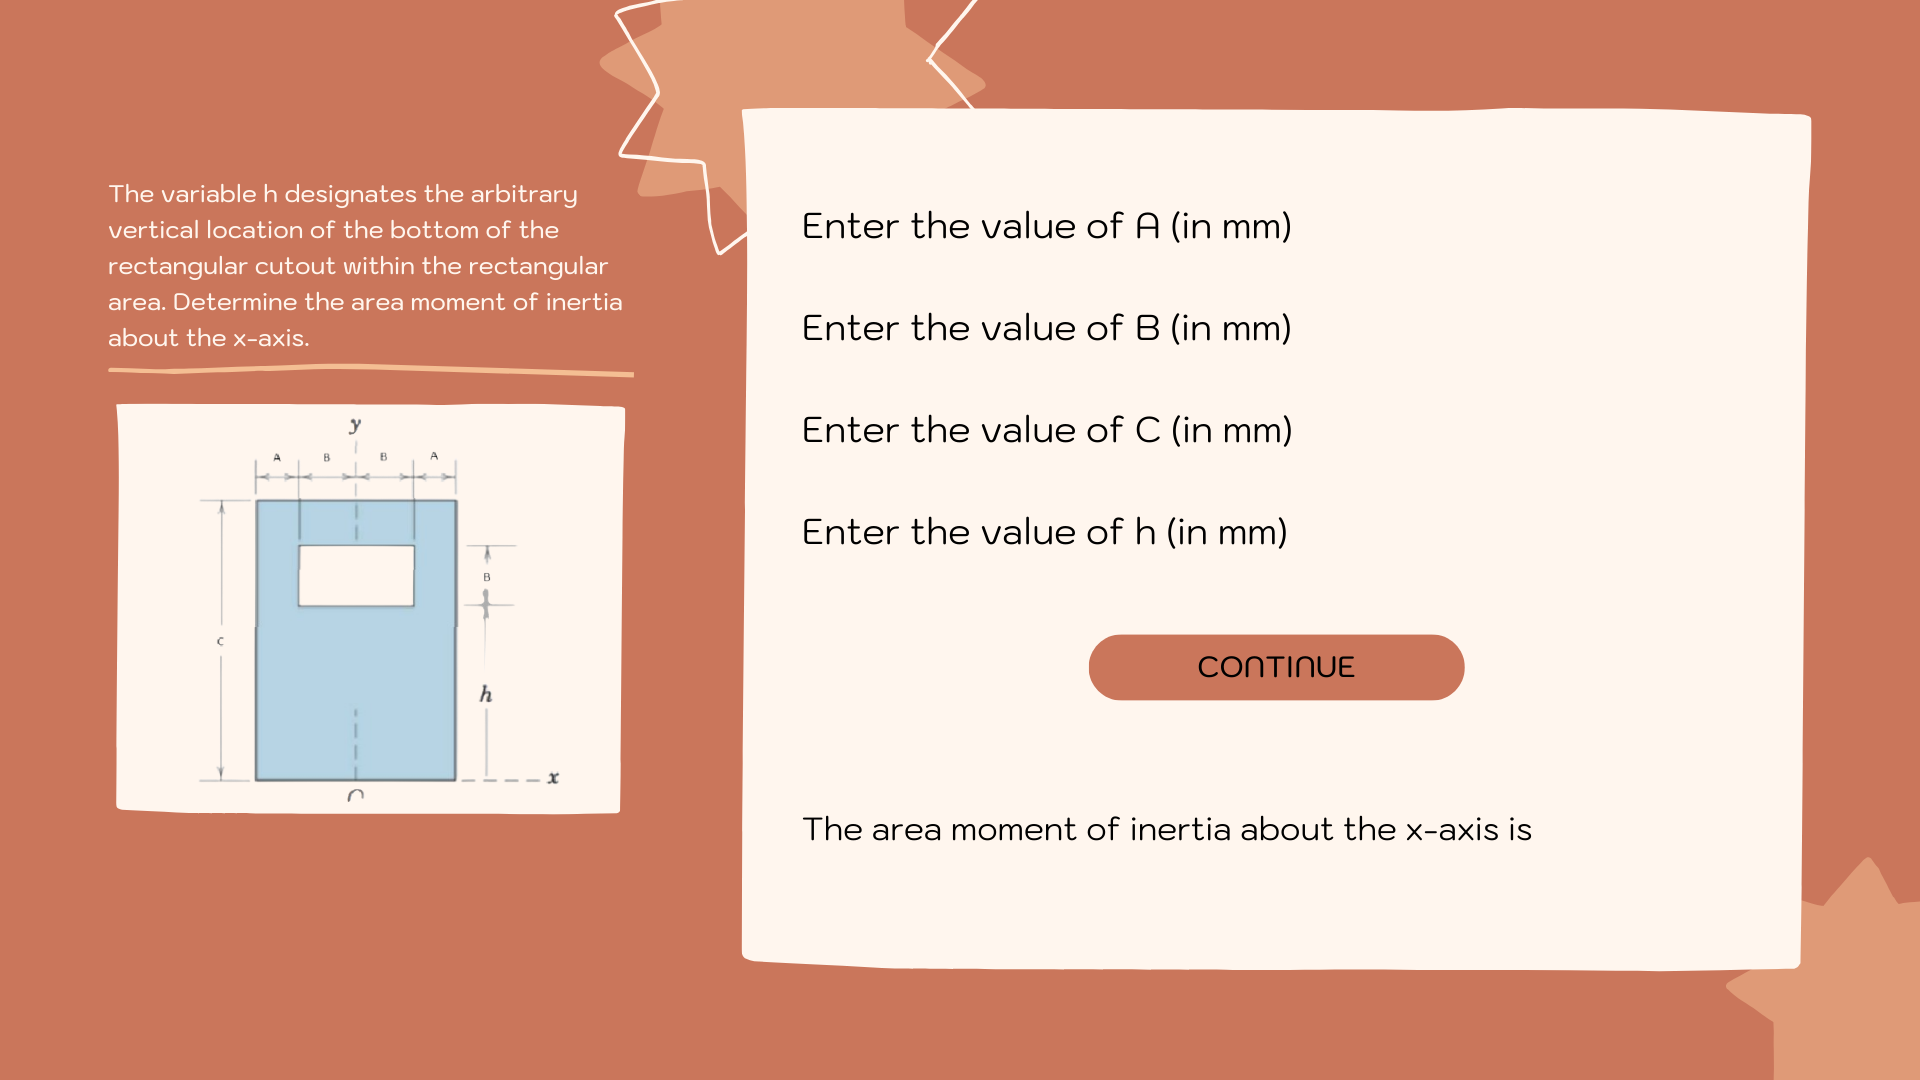 The variable h designates the arbitrary
vertical location of the bottom of the
rectangular cutout within the rectangular
area. Determine the area moment of inertia
about the x-axis.
y
A B B A
B
C
h
x
Enter the value of A (in mm)
Enter the value of B (in mm)
Enter the value of C (in mm)
Enter the value of h (in mm)
CONTINUE
The area moment of inertia about the x-axis is